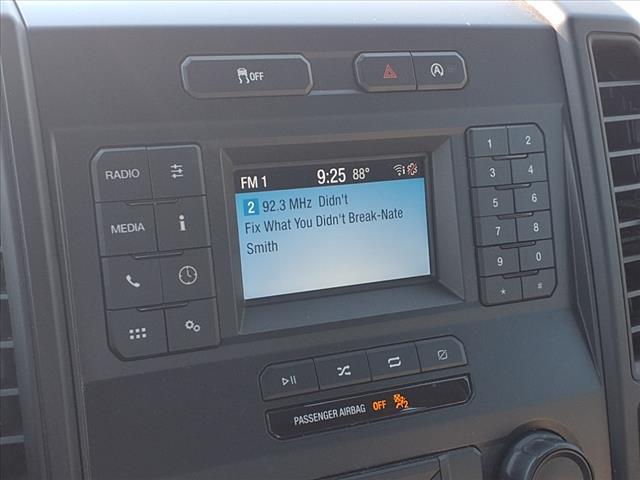 OFF
A
RADIO
MEDIA
i
FM 1 9:25 88°
2 92.3 MHz Didn't
Fix What You Didn't Break-Nate
Smith
1 2
3 4
5 6
7 8
9 0
* #
PASSENGER AIRBAG OFF 2